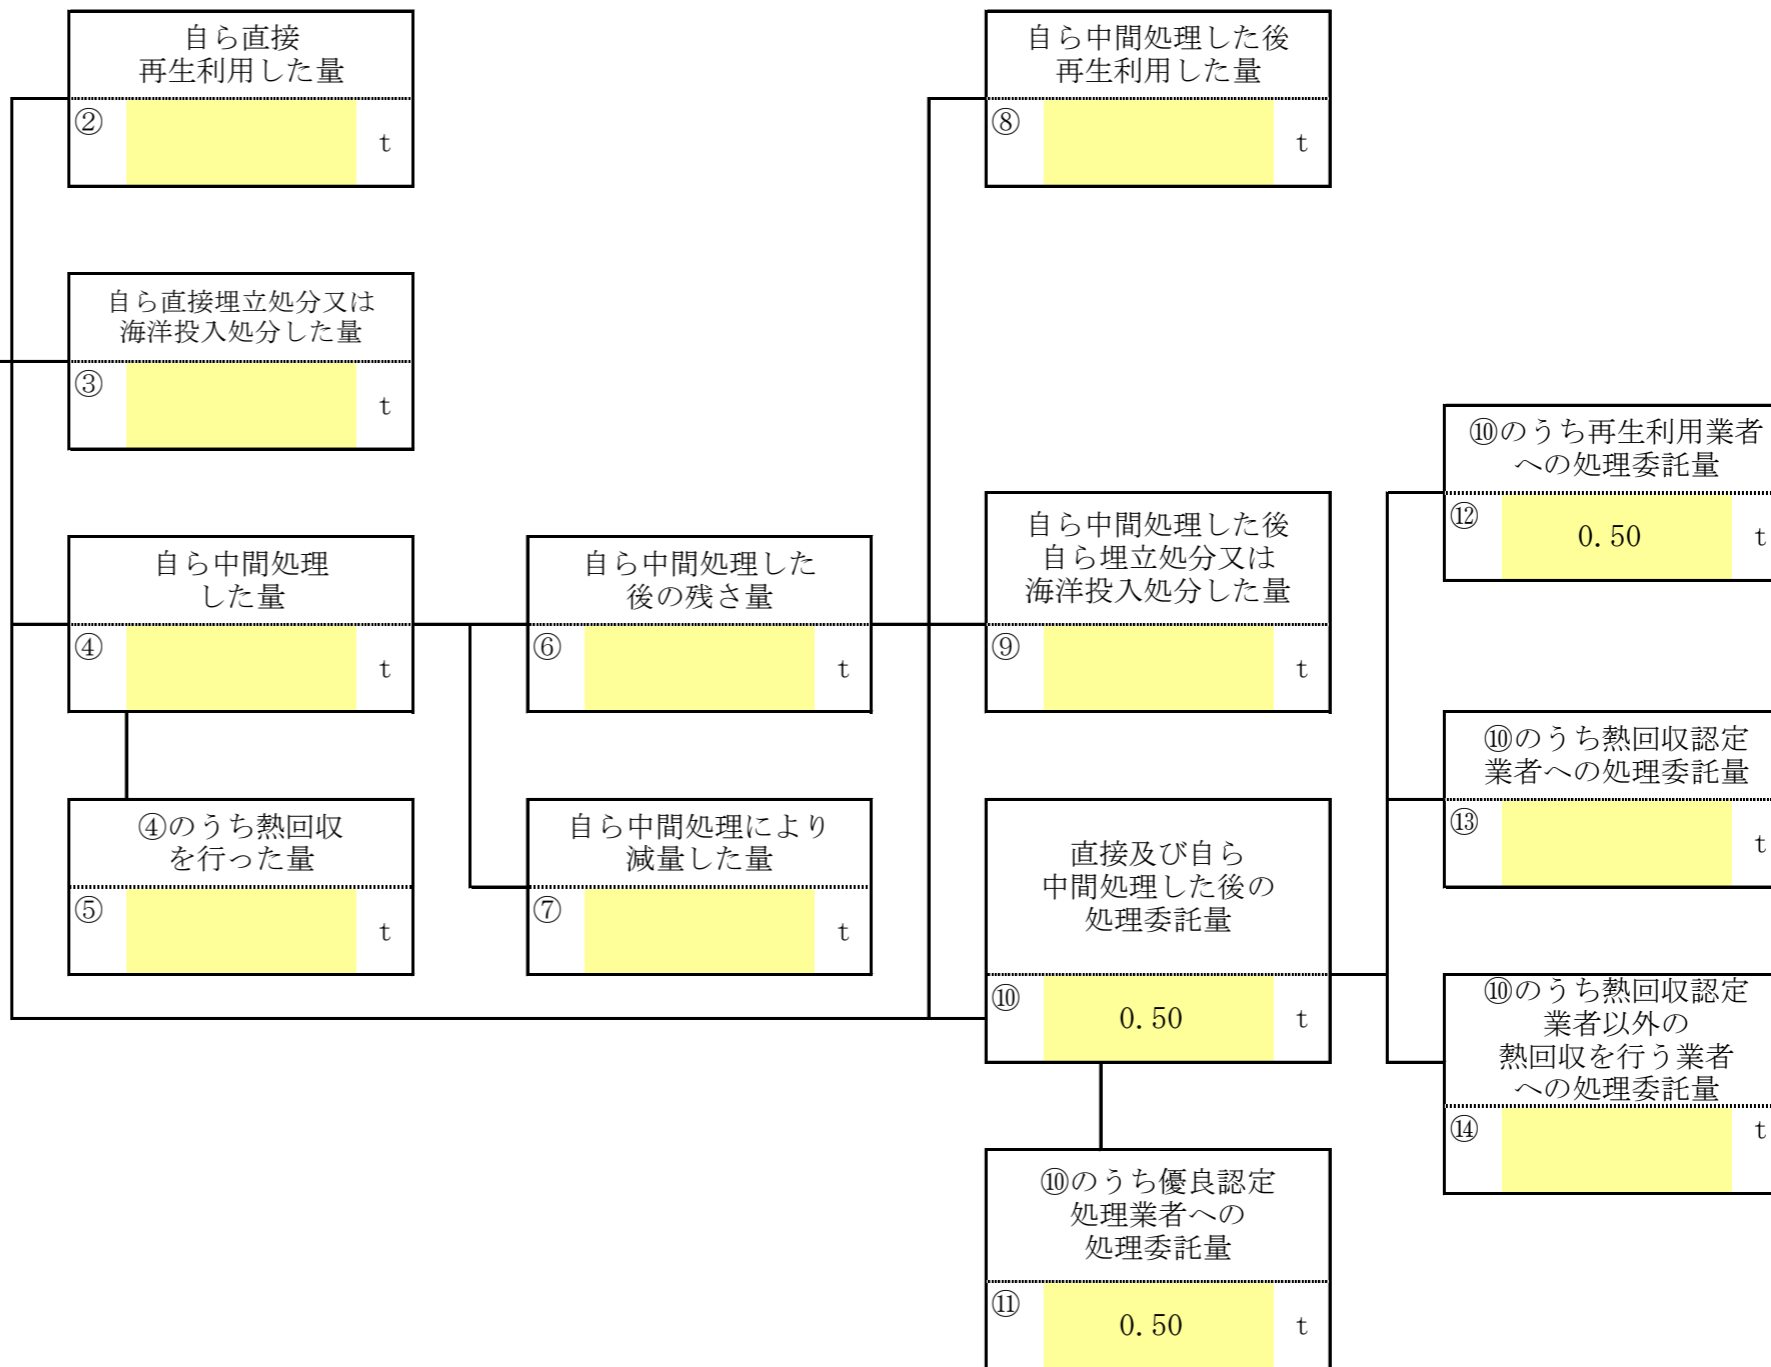 自ら直接
再生利用した量
②
t
自ら中間処理した後
再生利用した量
⑧
t
自ら直接埋立処分又は
海洋投入処分した量
③
t
⑩のうち再生利用業者
への処理委託量
⑫
0.50
t
自ら中間処理
した量
④
t
自ら中間処理した
後の残さ量
⑥
t
自ら中間処理した後
自ら埋立処分又は
海洋投入処分した量
⑨
t
⑩のうち熱回収認定
業者への処理委託量
⑬
t
④のうち熱回収
を行った量
⑤
t
自ら中間処理により
減量した量
⑦
t
直接及び自ら
中間処理した後の
処理委託量
⑩
0.50
t
⑩のうち熱回収認定
業者以外の
熱回収を行う業者
への処理委託量
⑭
t
⑩のうち優良認定
処理業者への
処理委託量
⑪
0.50
t